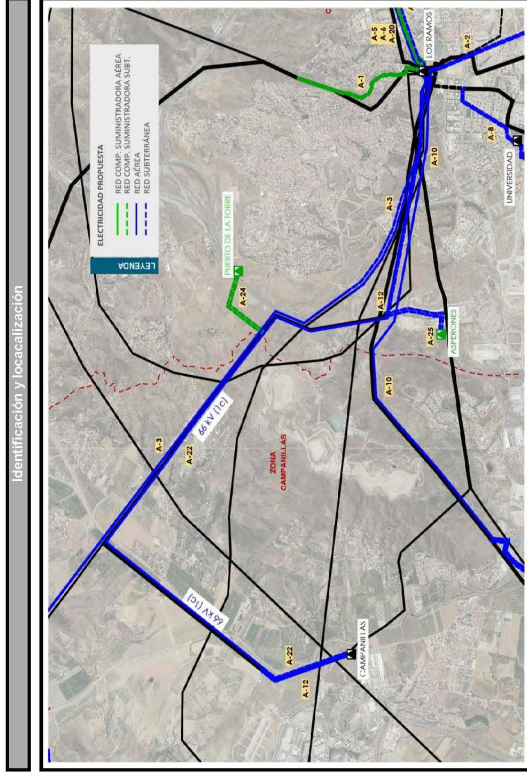 Identificación y locacalización
LEYENDA
ELECTRICIDAD PROPUESTA
RED COMP. SUMINISTRADORA AÉREA
RED COMP. SUMINISTRADORA SUBT.
RED AÉREA
RED SUBTERRÁNEA
A-5
A-6
A-20
LOS RAMOS
A-1
A-2
A-8
UNIVERSIDAD
A-10
A-3
PUERTO DE LA TORRE
A-24
A-12
A-25
ASPERONES
A-10
A-3
A-22
66 kV (1c)
ZONA
CAMPANILLAS
66 kV (1c)
A-22
A-12
CAMPANILLAS